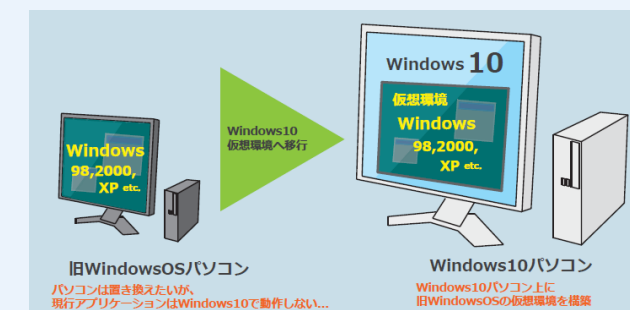 Windows
98,2000,
XP etc.
Windows10
仮想環境へ移行
Windows 10
仮想環境
Windows
98,2000,
XP etc.
旧WindowsOSパソコン
パソコンは置き換えたいが、
現行アプリケーションはWindows10で動作しない...
Windows10パソコン
Windows10パソコン上に
旧WindowsOSの仮想環境を構築